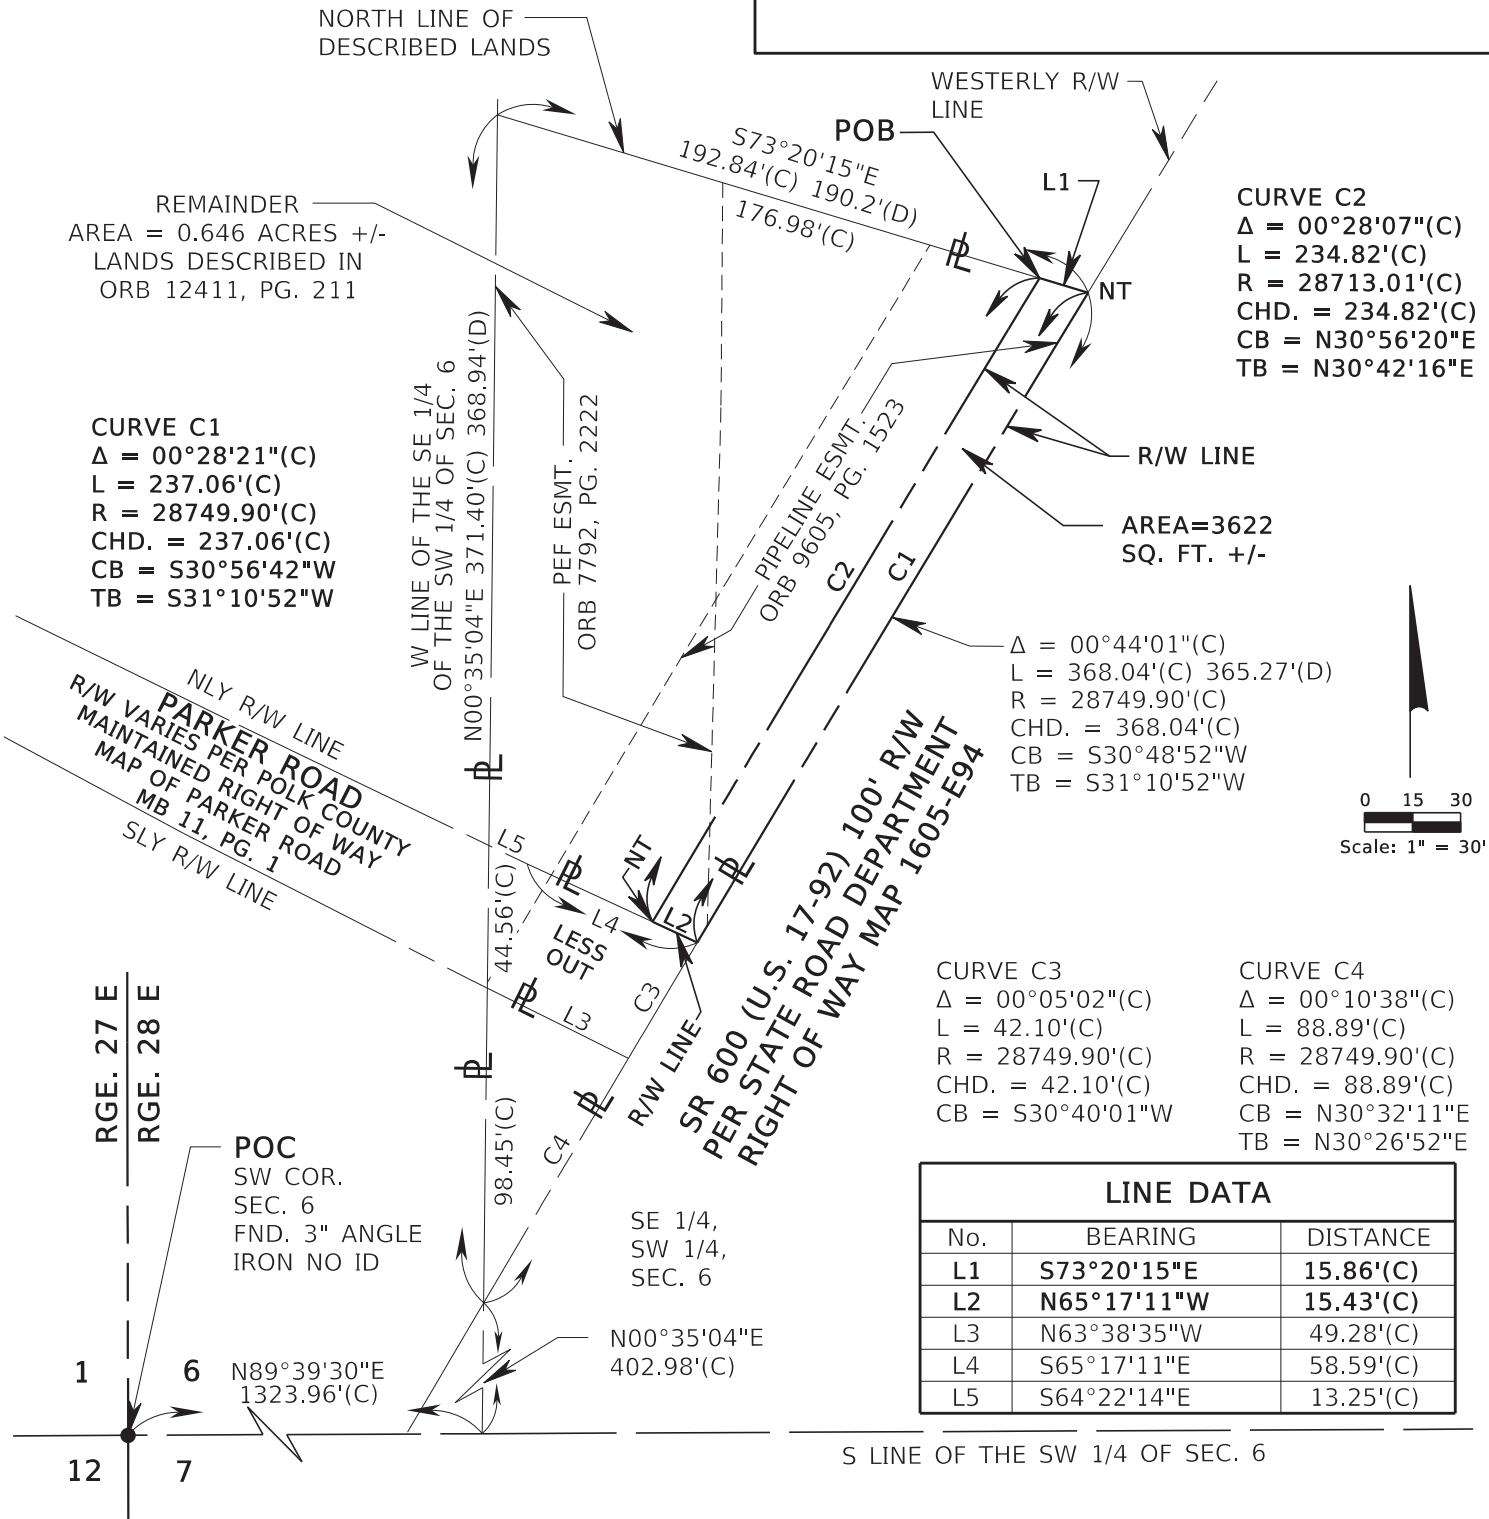 NORTH LINE OF
DESCRIBED LANDS
WESTERLY R/W
LINE
POB
S73°20'15"E
192.84'(C) 190.2'(D)
176.98'(C)
L1
NT
REMAINDER
AREA = 0.646 ACRES +/-
LANDS DESCRIBED IN
ORB 12411, PG. 211
CURVE C2
Δ = 00°28'07"(C)
L = 234.82'(C)
R = 28713.01'(C)
CHD. = 234.82'(C)
CB = N30°56'20"E
TB = N30°42'16"E
CURVE C1
Δ = 00°28'21"(C)
L = 237.06'(C)
R = 28749.90'(C)
CHD. = 237.06'(C)
CB = S30°56'42"W
TB = S31°10'52"W
W LINE OF THE SE 1/4
OF THE SW 1/4 OF SEC. 6
N00°35'04"E 371.40'(C) 368.94'(D)
PEF ESMT.
ORB 7792, PG. 2222
PIPELINE ESMT.
ORB 9605, PG. 1523
C2
C1
R/W LINE
AREA=3622
SQ. FT. +/-
Δ = 00°44'01"(C)
L = 368.04'(C) 365.27'(D)
R = 28749.90'(C)
CHD. = 368.04'(C)
CB = S30°48'52"W
TB = S31°10'52"W
0 15 30
Scale: 1" = 30'
NLY R/W LINE
PARKER ROAD
R/W VARIES PER POLK COUNTY
MAINTAINED RIGHT OF WAY
MAP OF PARKER ROAD
MB 11, PG. 1
SLY R/W LINE
L5
44.56'(C)
NT
L4
L2
LESS
OUT
L3
C3
R/W LINE
SR 600 (U.S. 17-92) 100' R/W
PER STATE ROAD DEPARTMENT
RIGHT OF WAY MAP 1605-E94
PL
PL
PL
PL
PL
PL
PL
C4
98.45'(C)
RGE. 27 E
RGE. 28 E
POC
SW COR.
SEC. 6
FND. 3" ANGLE
IRON NO ID
SE 1/4,
SW 1/4,
SEC. 6
N00°35'04"E
402.98'(C)
CURVE C3
Δ = 00°05'02"(C)
L = 42.10'(C)
R = 28749.90'(C)
CHD. = 42.10'(C)
CB = S30°40'01"W
CURVE C4
Δ = 00°10'38"(C)
L = 88.89'(C)
R = 28749.90'(C)
CHD. = 88.89'(C)
CB = N30°32'11"E
TB = N30°26'52"E
LINE DATA
No. BEARING DISTANCE
L1 S73°20'15"E 15.86'(C)
L2 N65°17'11"W 15.43'(C)
L3 N63°38'35"W 49.28'(C)
L4 S65°17'11"E 58.59'(C)
L5 S64°22'14"E 13.25'(C)
1 6
N89°39'30"E
1323.96'(C)
12 7
S LINE OF THE SW 1/4 OF SEC. 6